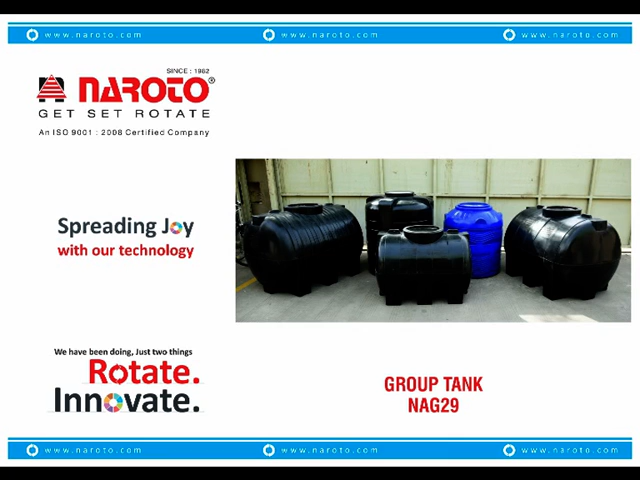 www.naroto.com www.naroto.com www.naroto.com
SINCE : 1982
NAROTO®
GET SET ROTATE
An ISO 9001 : 2008 Certified Company
Spreading Joy
with our technology
We have been doing, Just two things
Rotate.
Innovate.
GROUP TANK
NAG29
www.naroto.com www.naroto.com www.naroto.com